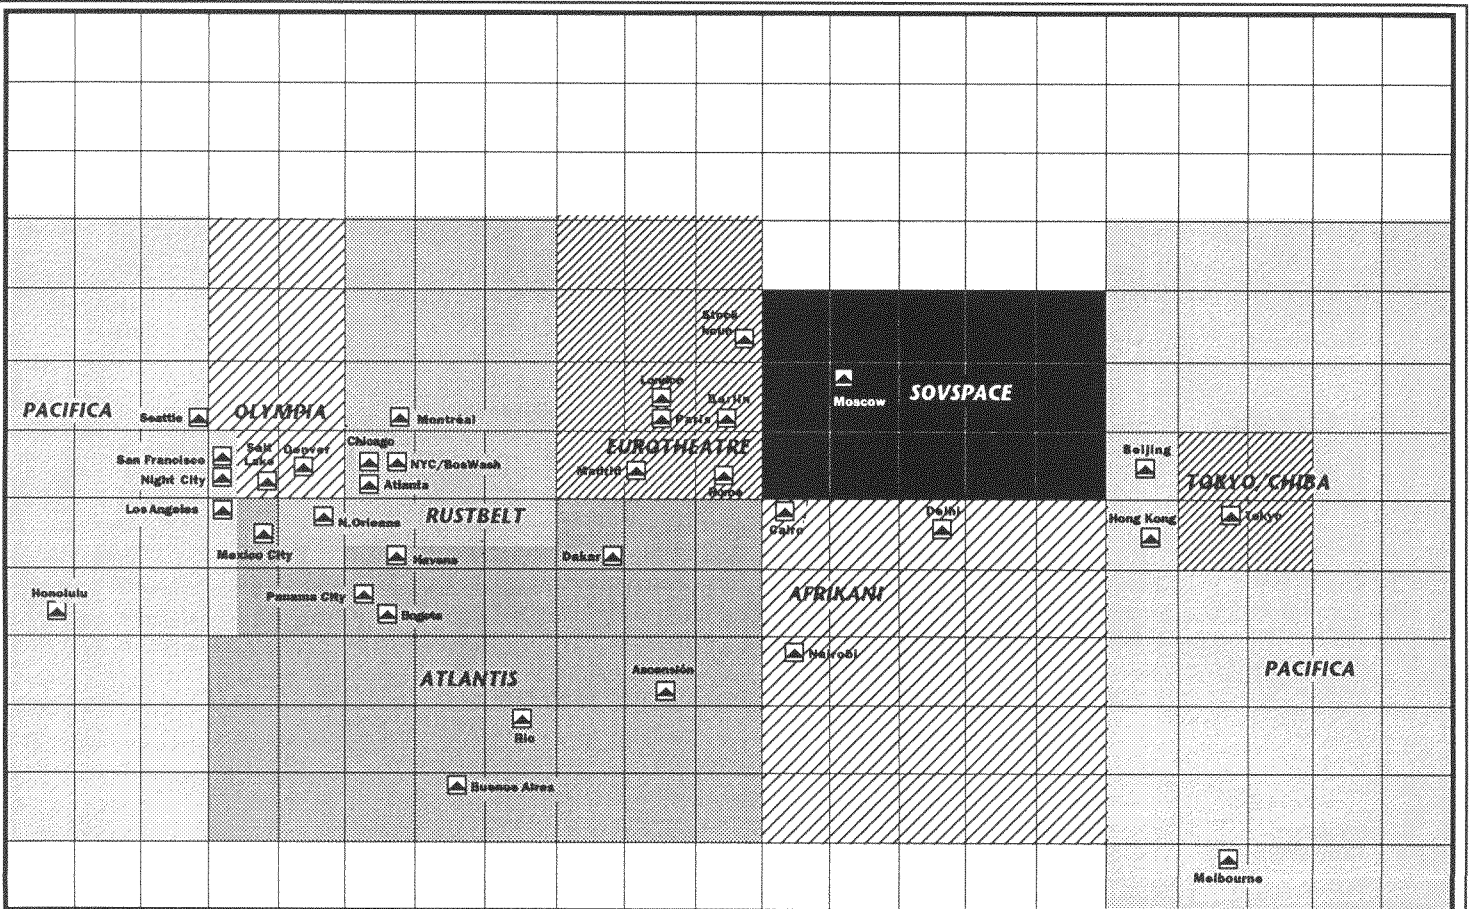 Stock
London
Berlin
SOVSPACE
Moscow
PACIFICA
Seattle
OLYMPIA
Montréal
Paris
San Francisco
Salt
Lake
Denver
Chicago
NYC/BosWash
EUROTHEATRE
Madrid
Rome
Beijing
Night City
Atlanta
TOKYO/CHIBA
Los Angeles
N.Orleans
RUSTBELT
Cairo
Delhi
Hong Kong
Tokyo
Mexico City
Havana
Dakar
Honolulu
Panama City
Bogota
AFRIKANI
Nairobi
ATLANTIS
Ascensión
PACIFICA
Rio
Buenos Aires
Melbourne